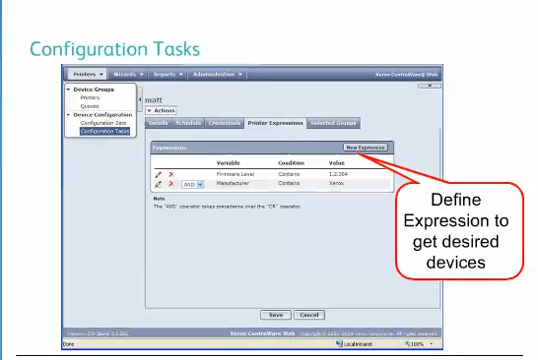 Configuration Tasks
Printers Wizards Reports Administration Xerox CentreWare Web
Device Groups
Printers
Queues
Device Configuration
Configuration Sets
Configuration Tasks
matt
Actions
Details Schedule Credentials Printer Expressions Selected Groups
Expressions New Expression
Variable Condition Value
Firmware Level Contains 1.2.304
AND Manufacturer Contains Xerox
Note
The "AND" operator takes precedence over the "OR" operator.
Define
Expression to
get desired
devices
Save Cancel
Xerox CentreWare Web
Done Local intranet 100%